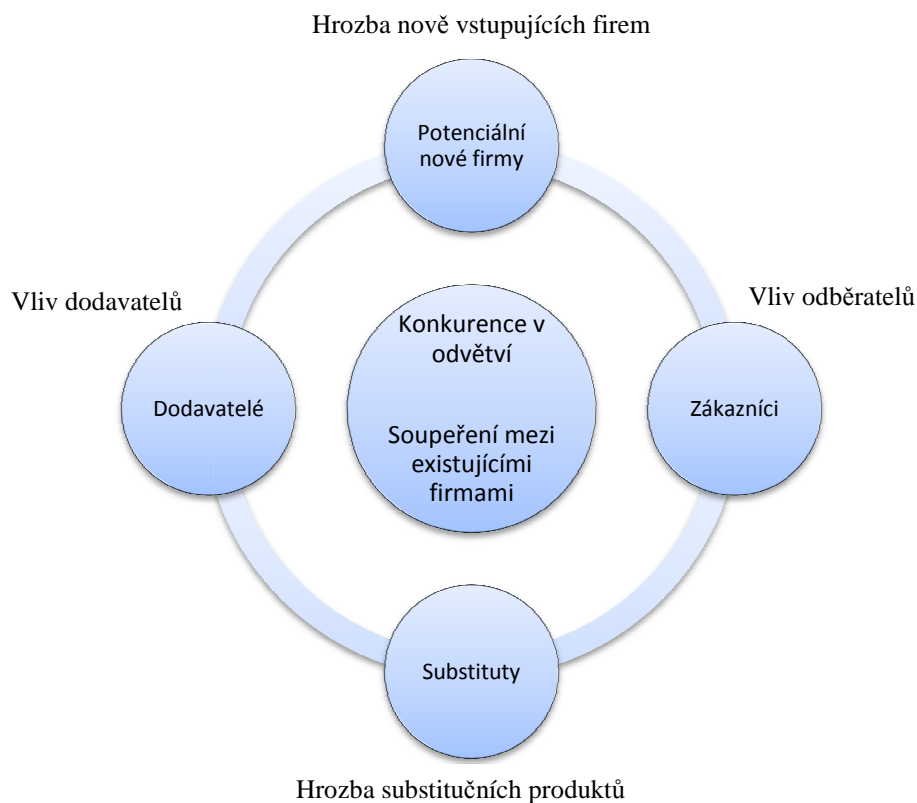 Hrozba nově vstupujících firem
Potenciální
nové firmy
Vliv dodavatelů
Vliv odběratelů
Konkurence v
odvětví
Dodavatelé
Soupeření mezi
existujícími
firmami
Zákazníci
Substituty
Hrozba substitučních produktů